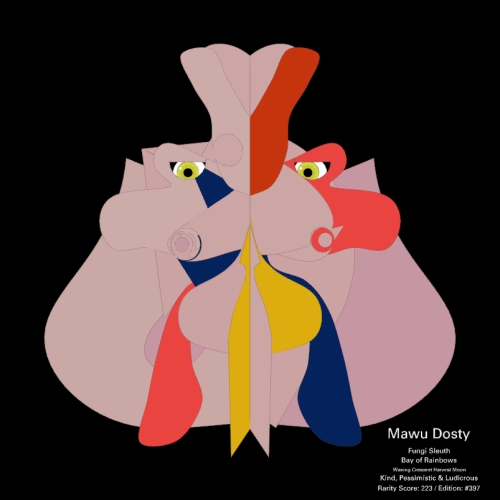 Mawu Dosty
Fungi Sleuth
Bay of Rainbows
Waxing Crescent Harvest Moon
Kind, Pessimistic & Ludicrous
Rarity Score: 223 / Edition: #397